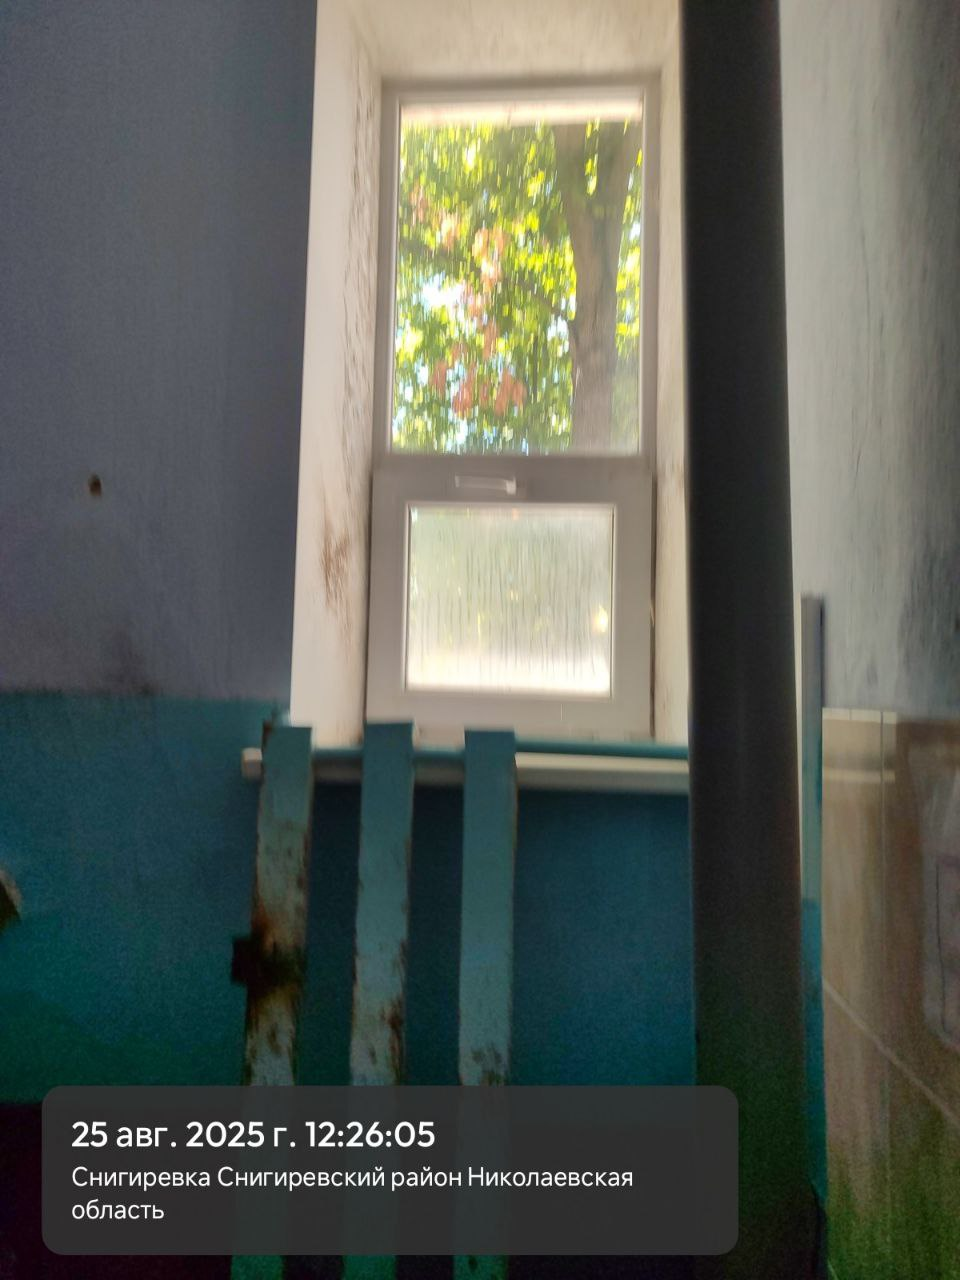 25 авг. 2025 г. 12:26:05
Снигиревка Снигиревский район Николаевская
область